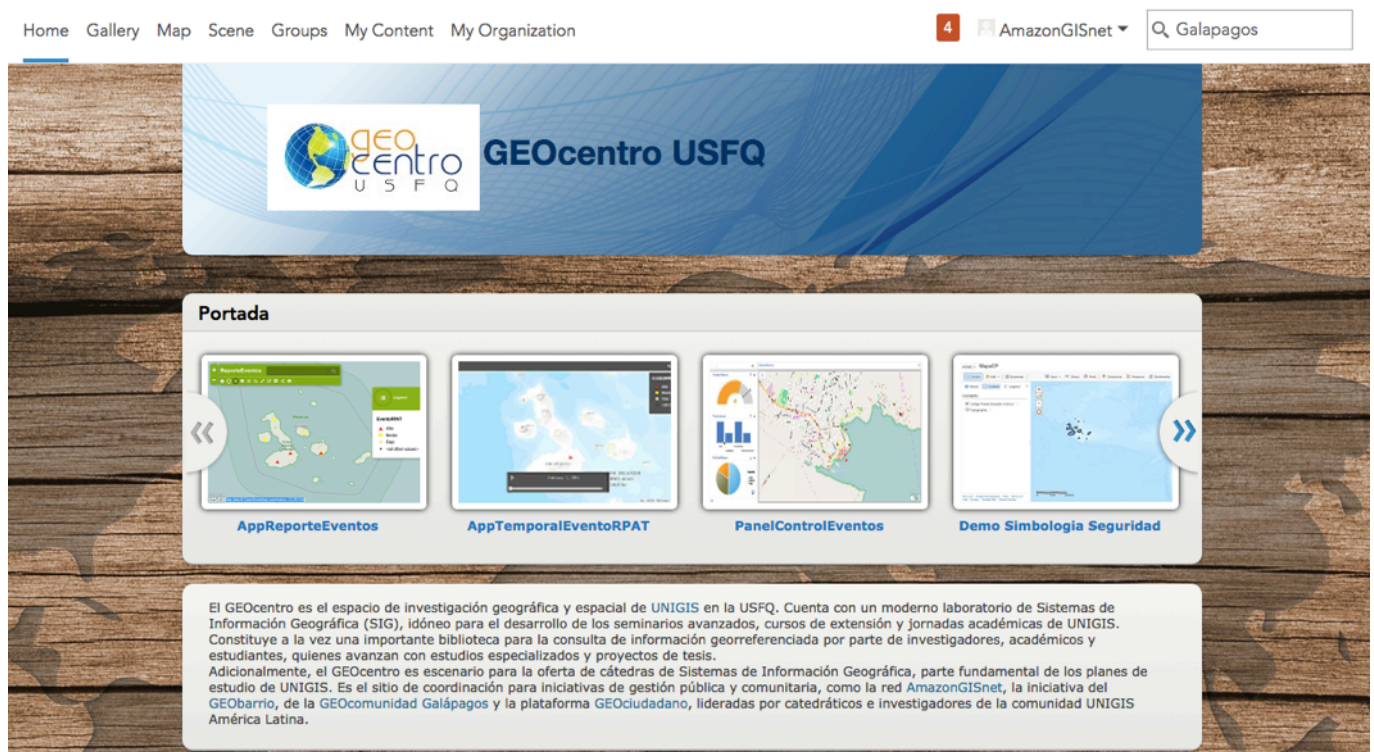 Home Gallery Map Scene Groups My Content My Organization 4 AmazonGISnet Galapagos
geo
centro
USFQ
GEOcentro USFQ
Portada
ReporteEventos
Legend
EventoRPAT
February 1, 2015
MapaECP
AppReporteEventos
AppTemporalEventoRPAT
PanelControlEventos
Demo Simbologia Seguridad
El GEOcentro es el espacio de investigación geográfica y espacial de UNIGIS en la USFQ. Cuenta con un moderno laboratorio de Sistemas de
Información Geográfica (SIG), idóneo para el desarrollo de los seminarios avanzados, cursos de extensión y jornadas académicas de UNIGIS.
Constituye a la vez una importante biblioteca para la consulta de información georreferenciada por parte de investigadores, académicos y
estudiantes, quienes avanzan con estudios especializados y proyectos de tesis.
Adicionalmente, el GEOcentro es escenario para la oferta de cátedras de Sistemas de Información Geográfica, parte fundamental de los planes de
estudio de UNIGIS. Es el sitio de coordinación para iniciativas de gestión pública y comunitaria, como la red AmazonGISnet, la iniciativa del
GEObarrio, de la GEOcomunidad Galápagos y la plataforma GEOciudadano, lideradas por catedráticos e investigadores de la comunidad UNIGIS
América Latina.